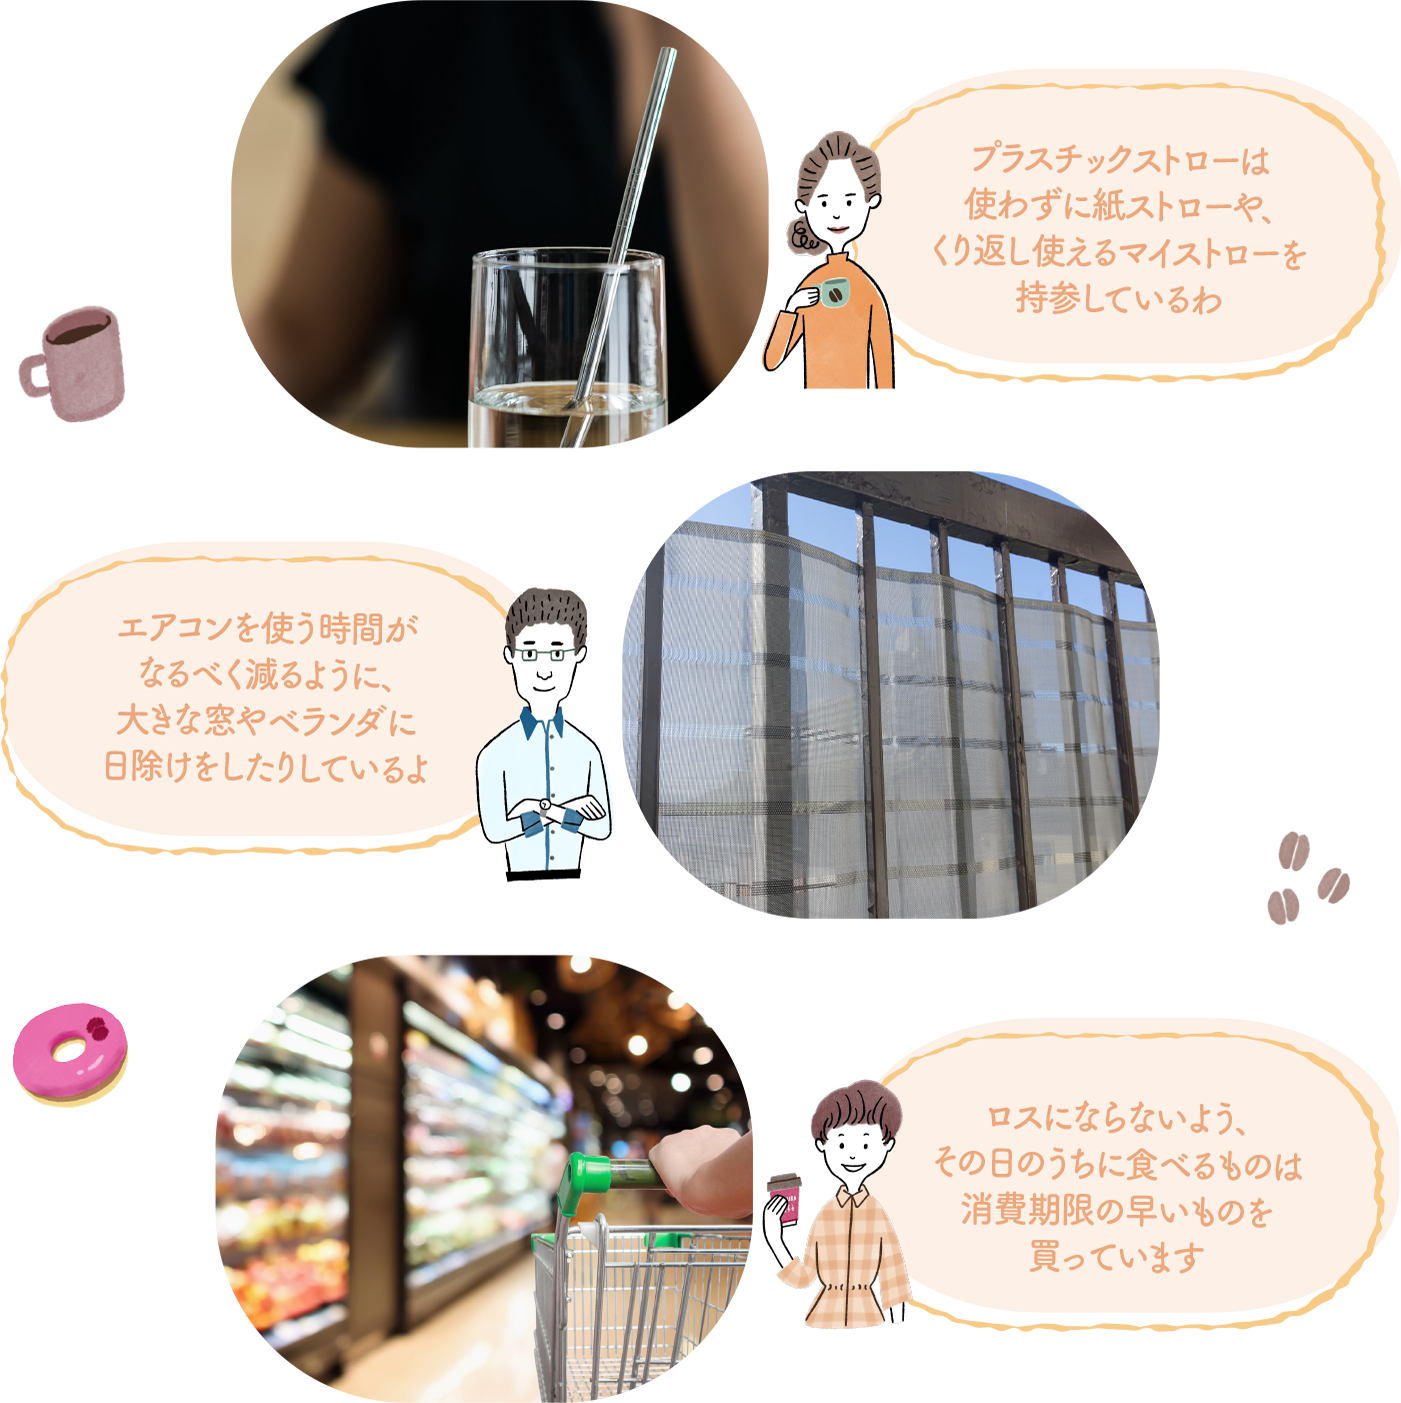 プラスチックストローは
使わずに紙ストローや、
くり返し使えるマイストローを
持参しているわ
エアコンを使う時間が
なるべく減るように、
大きな窓やベランダに
日除けをしたりしているよ
ロスにならないよう、
その日のうちに食べるものは
消費期限の早いものを
買っています